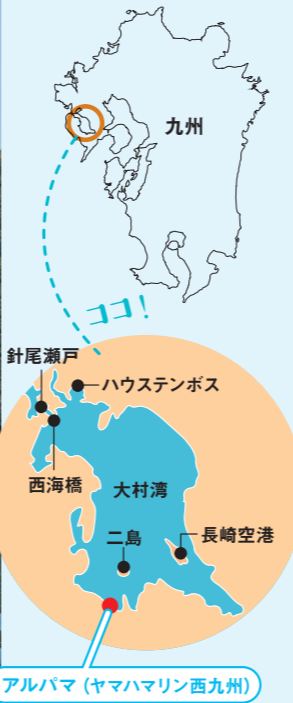 九州
ココ!
針尾瀬戸
ハウステンボス
西海橋
大村湾
二島
長崎空港
アルパマ(ヤマハマリン西九州)